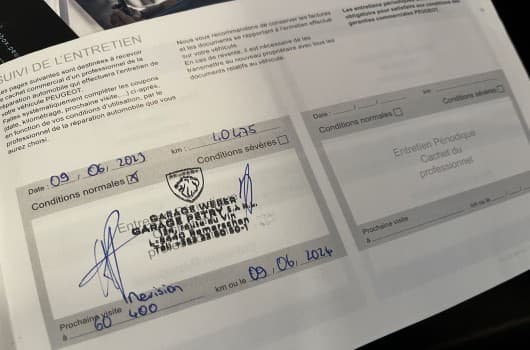 SUIVI DE L'ENTRETIEN
Les pages suivantes sont destinées à recevoir
le cachet commercial d'un professionnel de la
réparation automobile qui effectuera l'entretien de
votre véhicule PEUGEOT.
Faites systématiquement compléter les coupons
(date, kilométrage, prochaine visite,...) ci-après,
en fonction de vos conditions d'utilisation, par le
professionnel de la réparation automobile que vous
aurez choisi.
Nous vous recommandons de conserver les factures
et les documents se rapportant à l'entretien effectué
sur votre véhicule.
En cas de revente, il est nécessaire de les
transmettre au nouveau propriétaire avec tous les
documents relatifs au véhicule.
Les entretiens périodiques
obligatoire pour satisfaire aux conditions des
garanties commerciales PEUGEOT.
Date : 09, 06, 2023 km : 40475
Conditions normales Conditions sévères
GARAGE WEBER
GARAGE PETRY S.A.
Prochaine visite revision
à 60 400 km ou le 09, 06, 2024
Date : / / km :
Conditions normales Conditions sévères
Entretien Périodique
Cachet du
professionnel
Prochaine visite
à km ou le